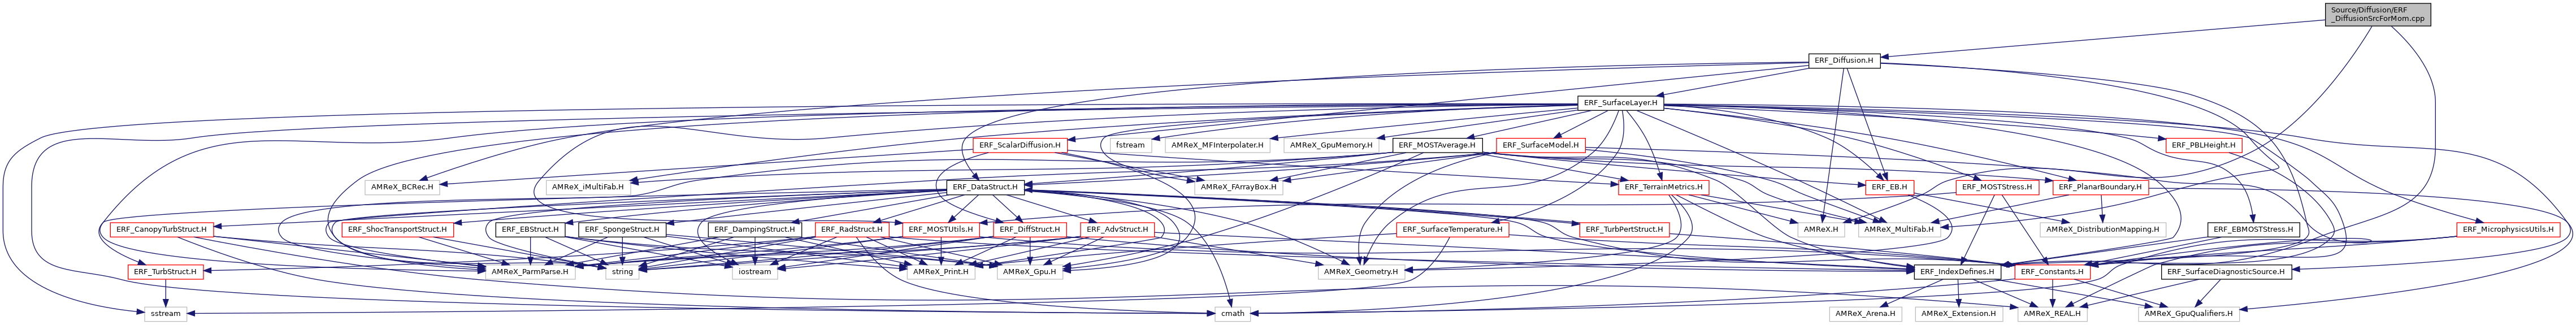 Source/Diffusion/ERF
_DiffusionSrcForMom.cpp
ERF_Diffusion.H
ERF_SurfaceLayer.H
ERF_ScalarDiffusion.H
fstream
AMReX_MFInterpolater.H
AMReX_GpuMemory.H
ERF_MOSTAverage.H
ERF_SurfaceModel.H
ERF_PBLHeight.H
AMReX_BCRec.H
AMReX_iMultiFab.H
ERF_DataStruct.H
AMReX_FArrayBox.H
ERF_TerrainMetrics.H
ERF_EB.H
ERF_MOSTStress.H
ERF_PlanarBoundary.H
ERF_CanopyTurbStruct.H
ERF_ShocTransportStruct.H
ERF_EBStruct.H
ERF_SpongeStruct.H
ERF_DampingStruct.H
ERF_RadStruct.H
ERF_MOSTUtils.H
ERF_DiffStruct.H
ERF_AdvStruct.H
ERF_SurfaceTemperature.H
ERF_TurbPertStruct.H
AMReX.H
AMReX_MultiFab.H
AMReX_DistributionMapping.H
ERF_EBMOSTStress.H
ERF_MicrophysicsUtils.H
ERF_TurbStruct.H
AMReX_ParmParse.H
string
iostream
AMReX_Print.H
AMReX_Gpu.H
AMReX_Geometry.H
ERF_IndexDefines.H
ERF_Constants.H
ERF_SurfaceDiagnosticSource.H
sstream
cmath
AMReX_Arena.H
AMReX_Extension.H
AMReX_REAL.H
AMReX_GpuQualifiers.H